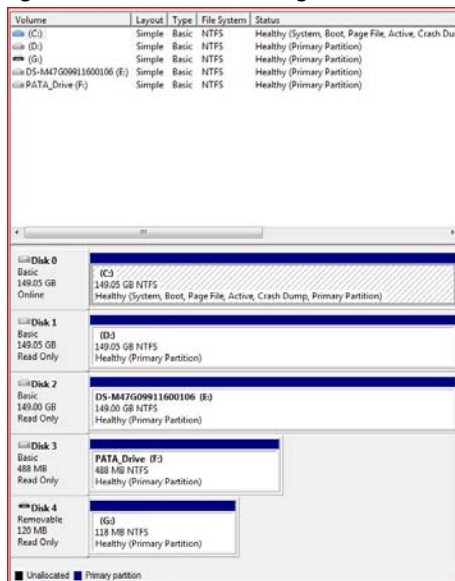 Volume Layout Type File System Status
(C:) Simple Basic NTFS Healthy (System, Boot, Page File, Active, Crash Du
(D:) Simple Basic NTFS Healthy (Primary Partition)
(G:) Simple Basic NTFS Healthy (Primary Partition)
DS-M47G09911600106 (E:) Simple Basic NTFS Healthy (Primary Partition)
PATA_Drive (F:) Simple Basic NTFS Healthy (Primary Partition)
Disk 0
Basic
149.05 GB
Online
(C:)
149.05 GB NTFS
Healthy (System, Boot, Page File, Active, Crash Dump, Primary Partition)
Disk 1
Basic
149.05 GB
Read Only
(D:)
149.05 GB NTFS
Healthy (Primary Partition)
Disk 2
Basic
149.00 GB
Read Only
DS-M47G09911600106 (E:)
149.00 GB NTFS
Healthy (Primary Partition)
Disk 3
Basic
488 MB
Read Only
PATA_Drive (F:)
488 MB NTFS
Healthy (Primary Partition)
Disk 4
Removable
120 MB
Read Only
(G:)
118 MB NTFS
Healthy (Primary Partition)
Unallocated Primary partition